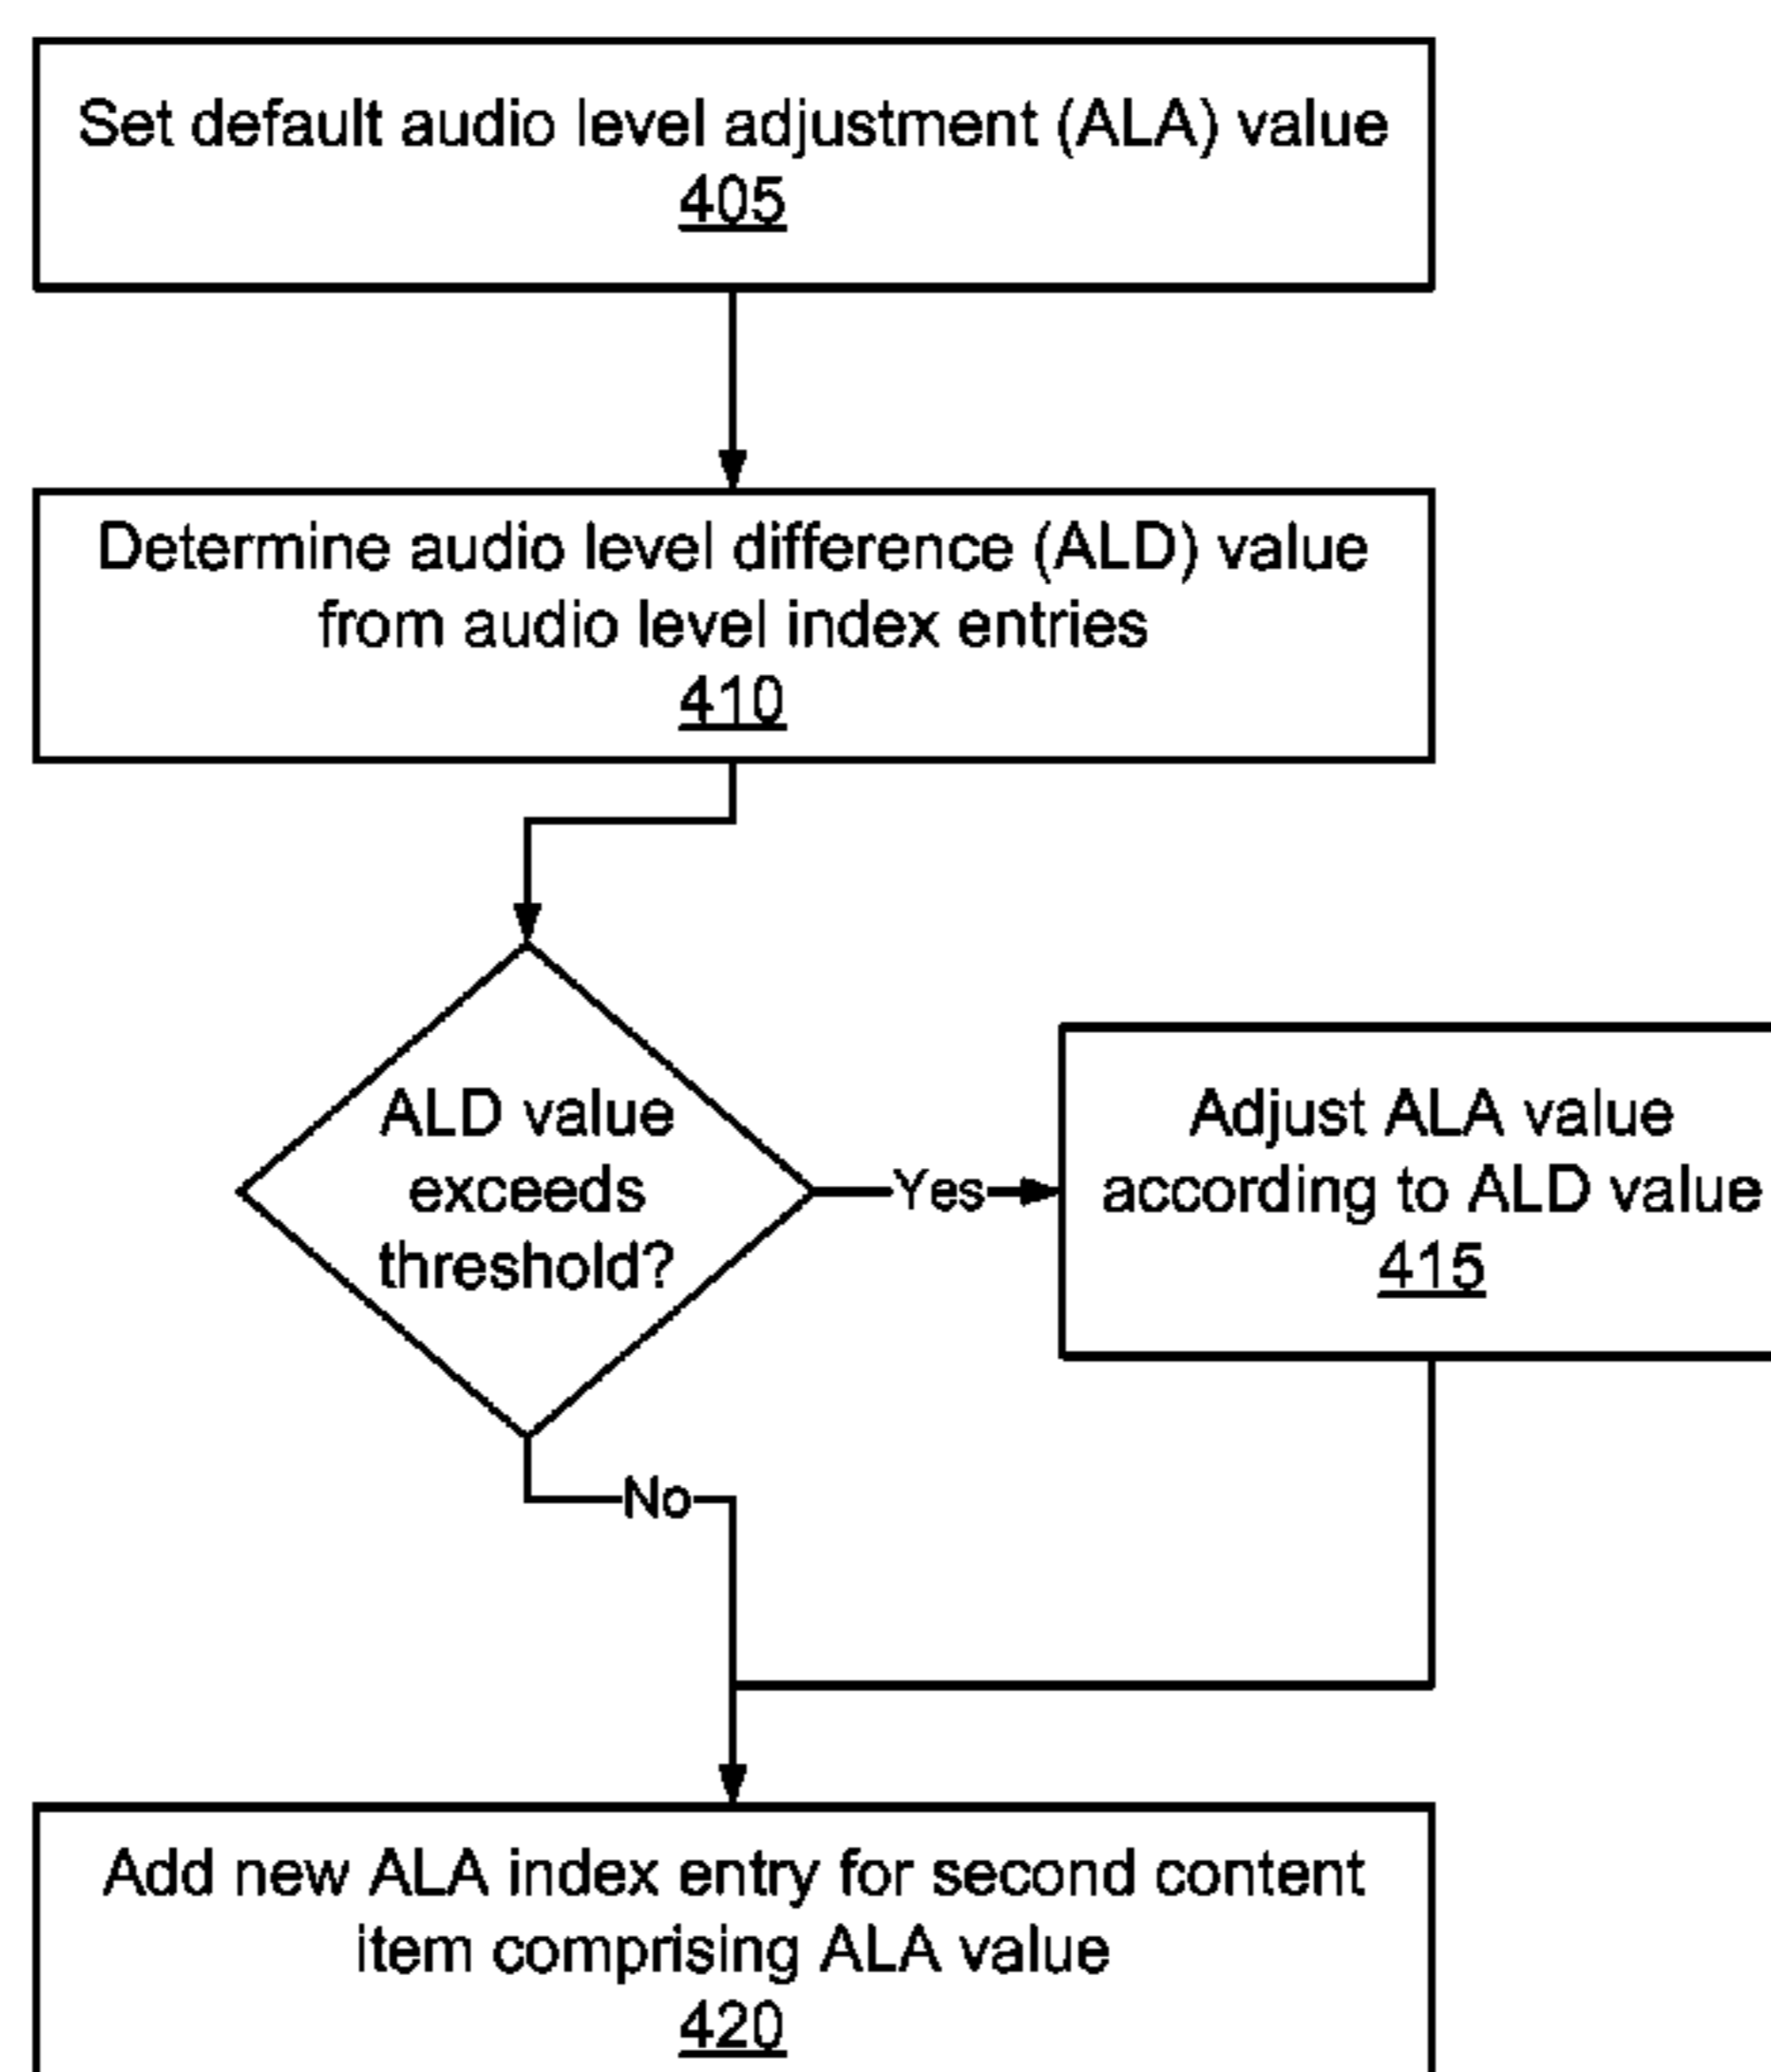 Set default audio level adjustment (ALA) value
405
Determine audio level difference (ALD) value
from audio level index entries
410
ALD value
exceeds
threshold?
Yes
Adjust ALA value
according to ALD value
415
No
Add new ALA index entry for second content
item comprising ALA value
420